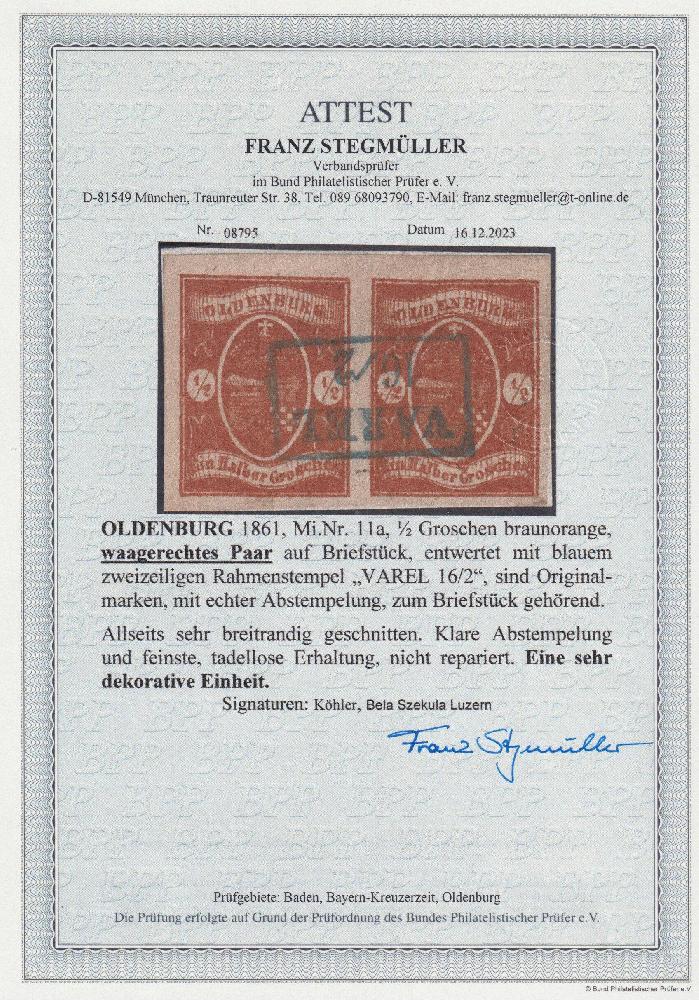 ATTEST
FRANZ STEGMÜLLER
Verbandsprüfer
im Bund Philatelistischer Prüfer e. V.
D-81549 München, Traunreuter Str. 38, Tel. 089 68093790, E-Mail: franz.stegmueller@t-online.de
Nr. 08795 Datum 16.12.2023
OLDENBURG OLDENBURG
½ ½ ½ ½
16/2
VAREL
Ein Halber Groschen Ein Halber Groschen
OLDENBURG 1861, Mi.Nr. 11a, ½ Groschen braunorange,
waagerechtes Paar auf Briefstück, entwertet mit blauem
zweizeiligen Rahmenstempel „VAREL 16/2“, sind Original-
marken, mit echter Abstempelung, zum Briefstück gehörend.
Allseits sehr breitrandig geschnitten. Klare Abstempelung
und feinste, tadellose Erhaltung, nicht repariert. Eine sehr
dekorative Einheit.
Signaturen: Köhler, Bela Szekula Luzern
Franz Stegmüller
Prüfgebiete: Baden, Bayern-Kreuzerzeit, Oldenburg
Die Prüfung erfolgte auf Grund der Prüfordnung des Bundes Philatelistischer Prüfer e.V.
© Bund Philatelistischer Prüfer e.V.